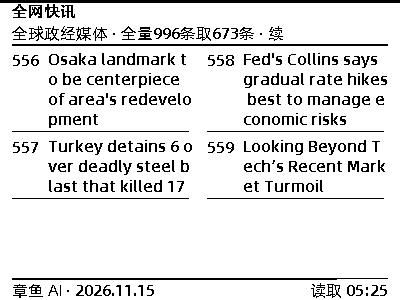 全网快讯
全球政经媒体 · 全量996条取673条 · 续
556 Osaka landmark t
o be centerpiece
of area's redevelo
pment
557 Turkey detains 6 o
ver deadly steel b
last that killed 17
558 Fed's Collins says
gradual rate hikes
best to manage e
conomic risks
559 Looking Beyond T
ech’s Recent Mark
et Turmoil
章鱼 AI · 2026.11.15
读取 05:25